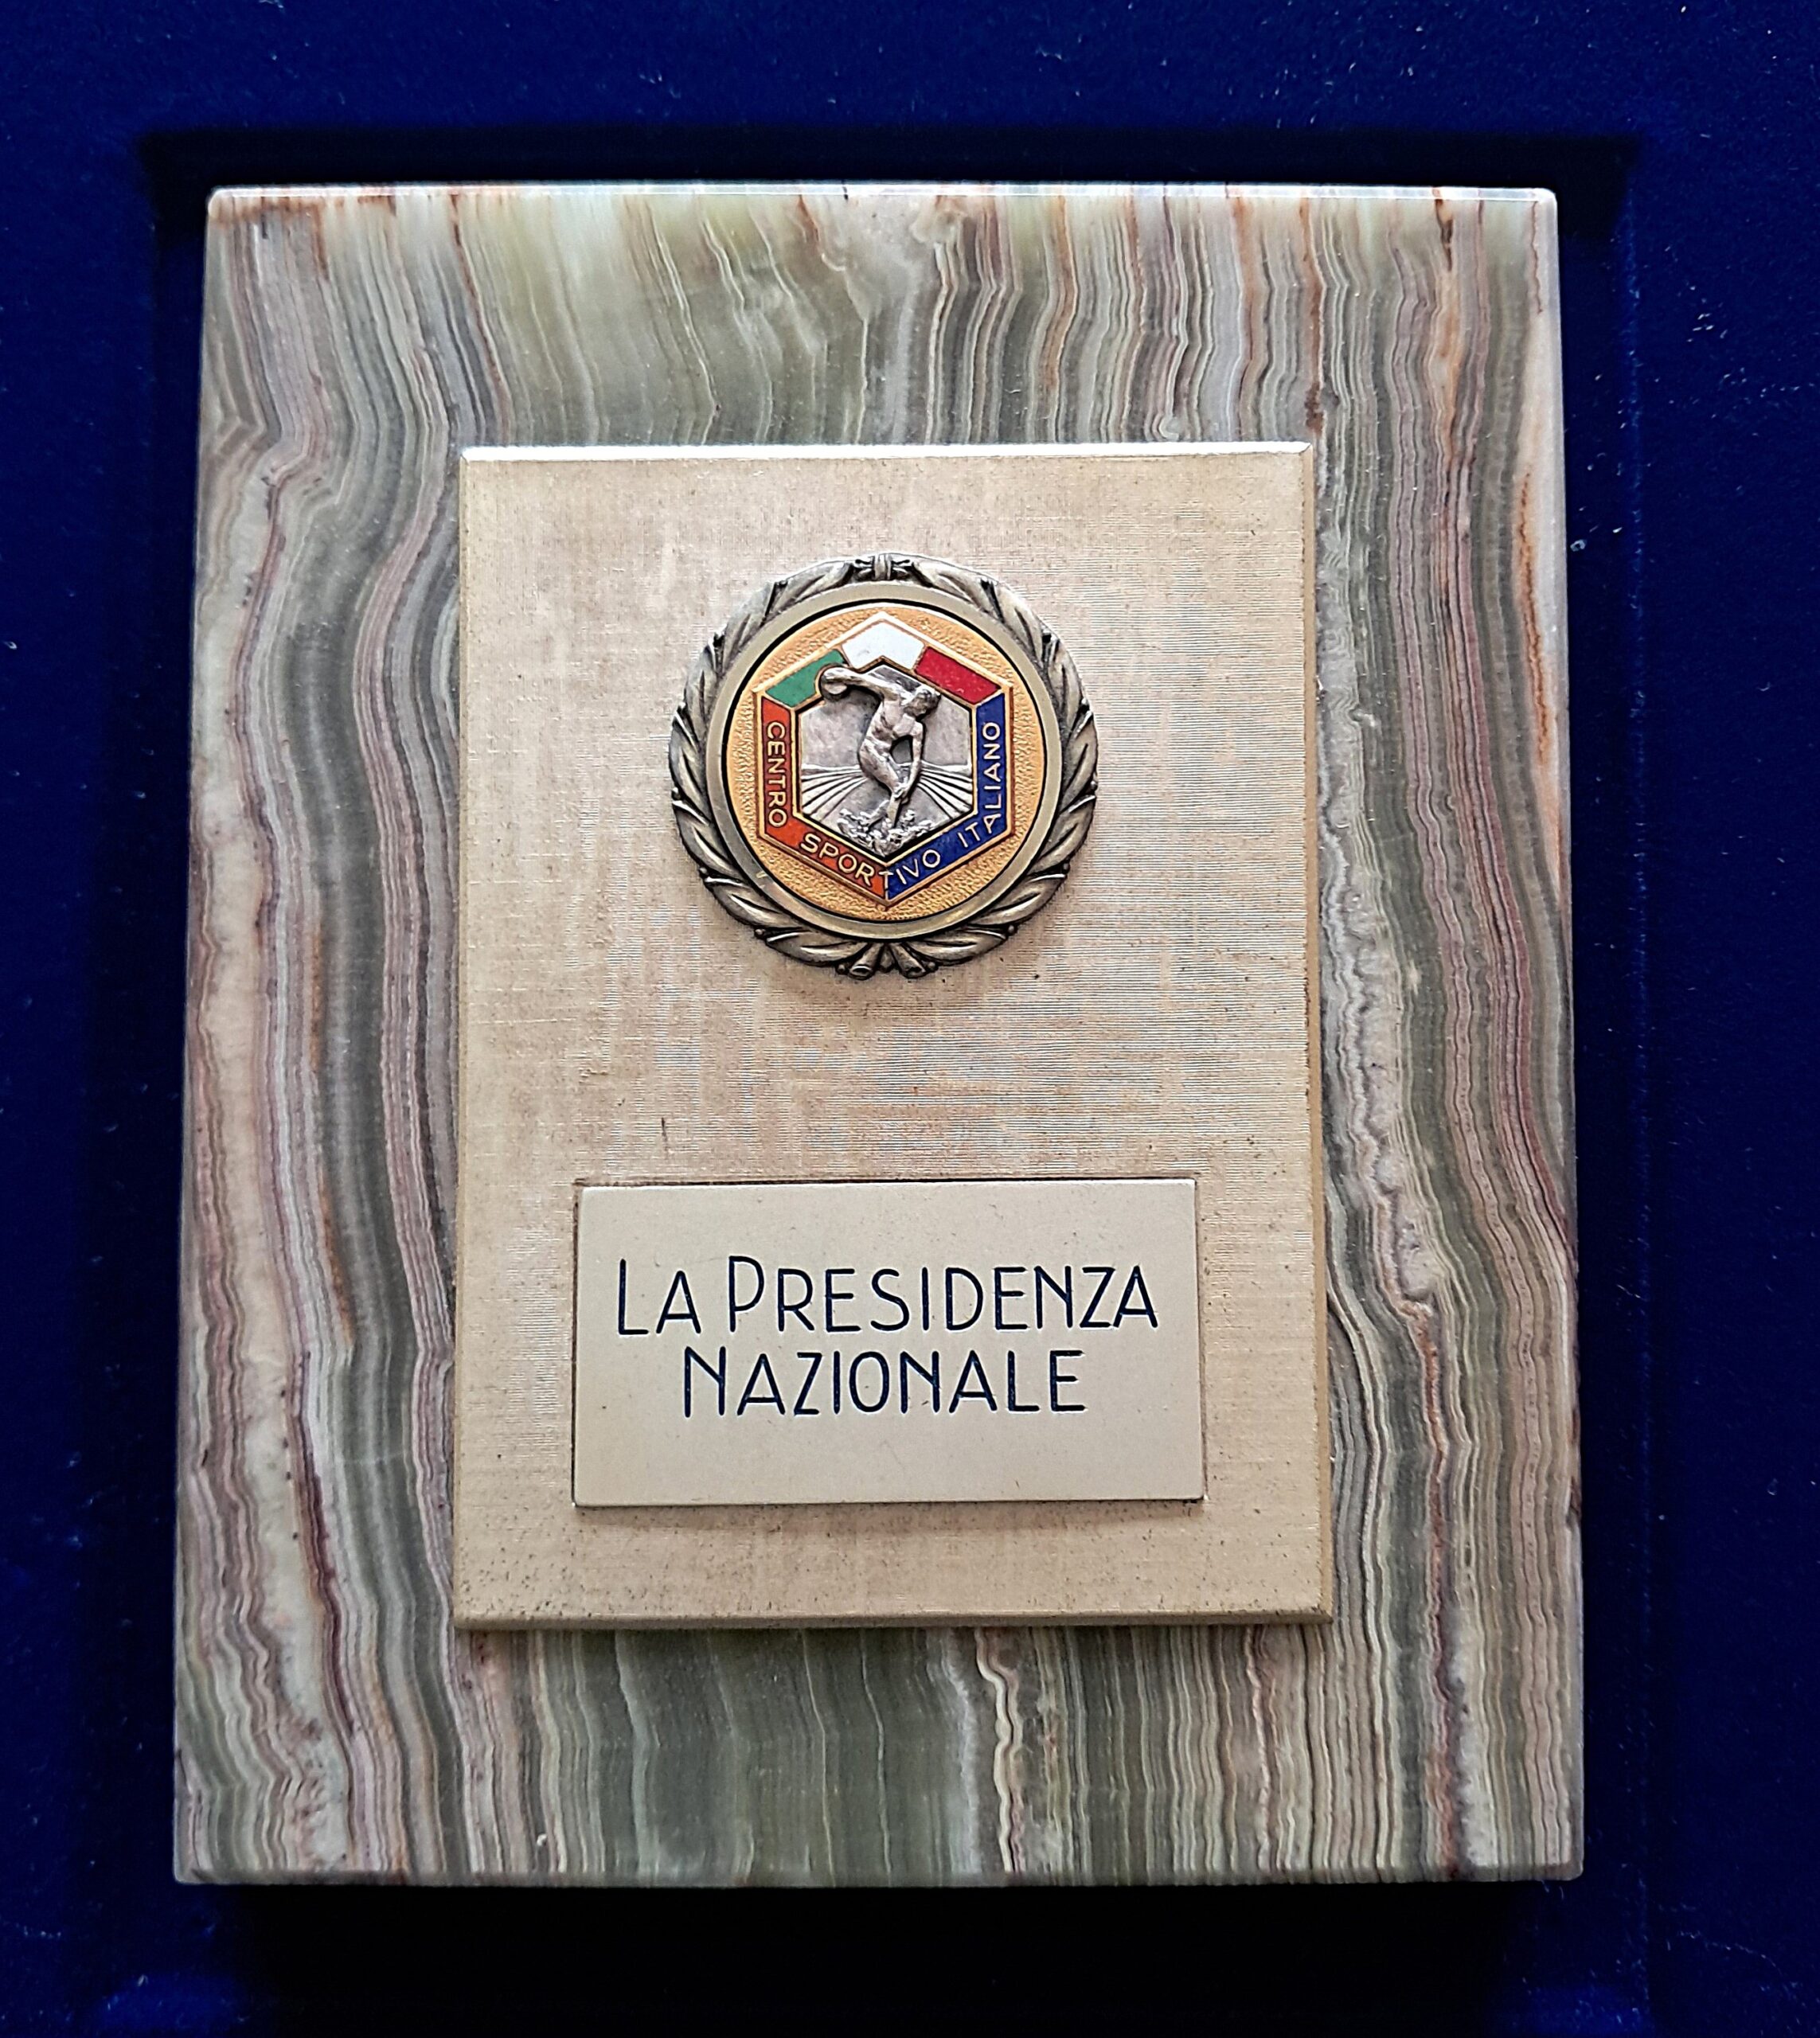 CENTRO SPORTIVO ITALIANO
LA PRESIDENZA
NAZIONALE